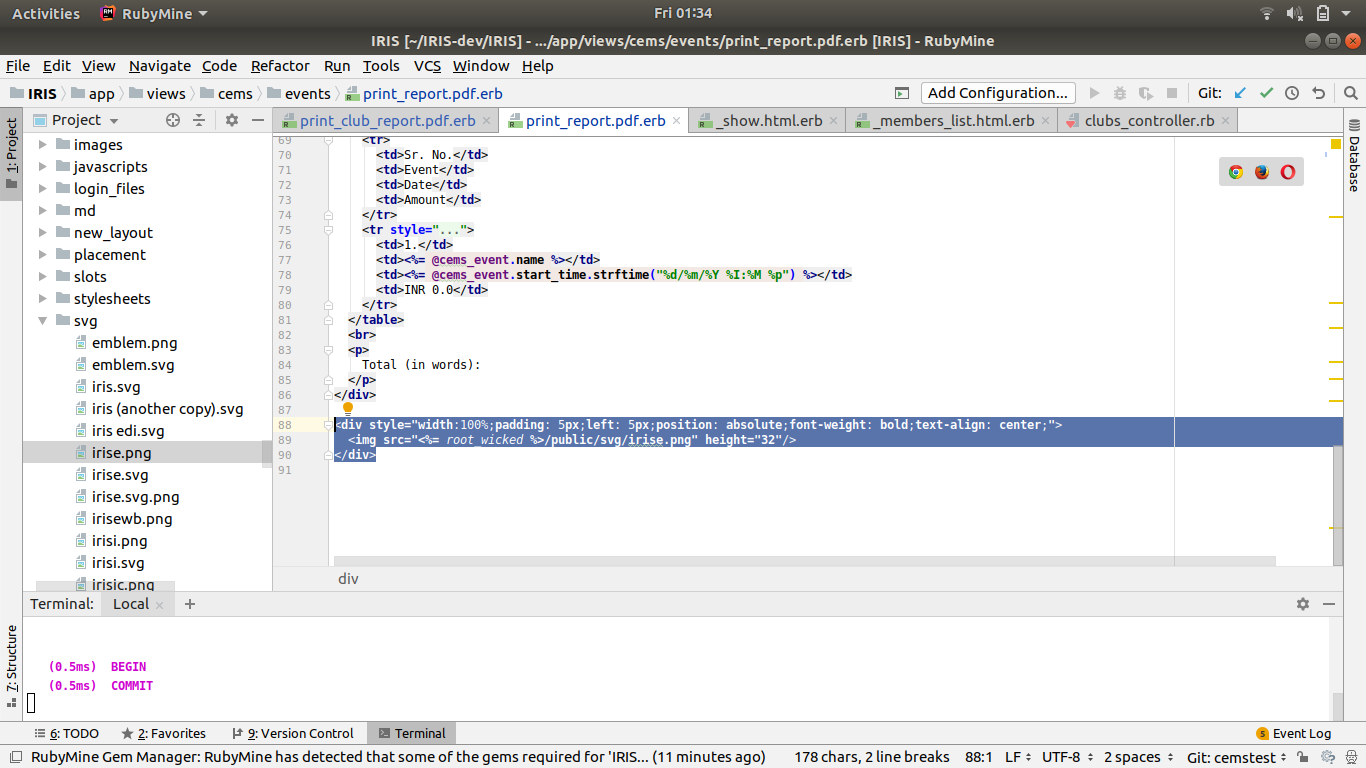 Activities RubyMine Fri 01:34
IRIS [~/IRIS-dev/IRIS] - .../app/views/cems/events/print_report.pdf.erb [IRIS] - RubyMine
File Edit View Navigate Code Refactor Run Tools VCS Window Help
IRIS app views cems events print_report.pdf.erb Add Configuration... Git:
Project print_club_report.pdf.erb print_report.pdf.erb _show.html.erb _members_list.html.erb clubs_controller.rb
1: Project
7: Structure
Database
images
javascripts
login_files
md
new_layout
placement
slots
stylesheets
svg
emblem.png
emblem.svg
iris.svg
iris (another copy).svg
iris edi.svg
irise.png
irise.svg
irise.svg.png
irisewb.png
irisi.png
irisi.svg
irisic.png
69 <tr>
70 <td>Sr. No.</td>
71 <td>Event</td>
72 <td>Date</td>
73 <td>Amount</td>
74 </tr>
75 <tr style="...">
76 <td>1.</td>
77 <td><%= @cems_event.name %></td>
78 <td><%= @cems_event.start_time.strftime("%d/%m/%Y %I:%M %p") %></td>
79 <td>INR 0.0</td>
80 </tr>
81 </table>
82 <br>
83 <p>
84 Total (in words):
85 </p>
86 </div>
87
88 <div style="width:100%;padding: 5px;left: 5px;position: absolute;font-weight: bold;text-align: center;">
89 <img src="<%= root_wicked %>/public/svg/irise.png" height="32"/>
90 </div>
91
div
Terminal: Local
(0.5ms) BEGIN
(0.5ms) COMMIT
6: TODO 2: Favorites 9: Version Control Terminal 5 Event Log
RubyMine Gem Manager: RubyMine has detected that some of the gems required for 'IRIS... (11 minutes ago) 178 chars, 2 line breaks 88:1 LF UTF-8 2 spaces Git: cemstest